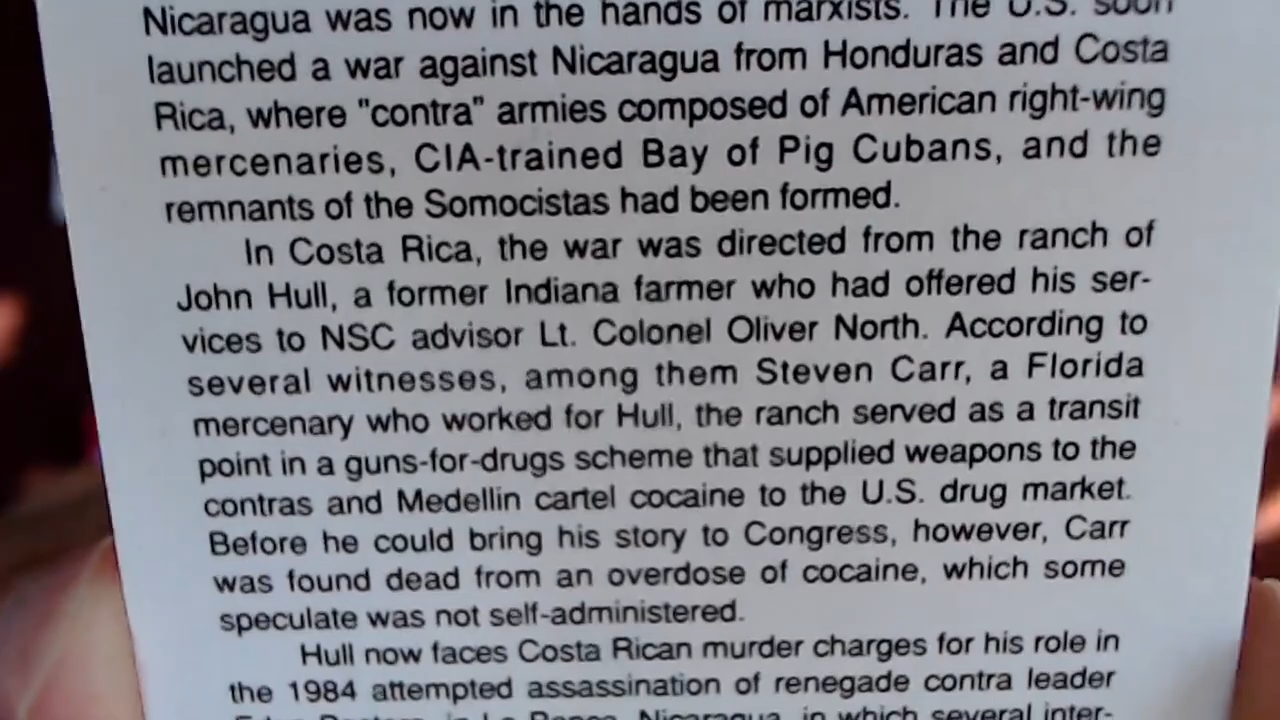 Nicaragua was now in the hands of marxists. The U.S. soon
launched a war against Nicaragua from Honduras and Costa
Rica, where "contra" armies composed of American right-wing
mercenaries, CIA-trained Bay of Pig Cubans, and the
remnants of the Somocistas had been formed.
In Costa Rica, the war was directed from the ranch of
John Hull, a former Indiana farmer who had offered his ser-
vices to NSC advisor Lt. Colonel Oliver North. According to
several witnesses, among them Steven Carr, a Florida
mercenary who worked for Hull, the ranch served as a transit
point in a guns-for-drugs scheme that supplied weapons to the
contras and Medellin cartel cocaine to the U.S. drug market.
Before he could bring his story to Congress, however, Carr
was found dead from an overdose of cocaine, which some
speculate was not self-administered.
Hull now faces Costa Rican murder charges for his role in
the 1984 attempted assassination of renegade contra leader
Nicaragua, in which several inter-